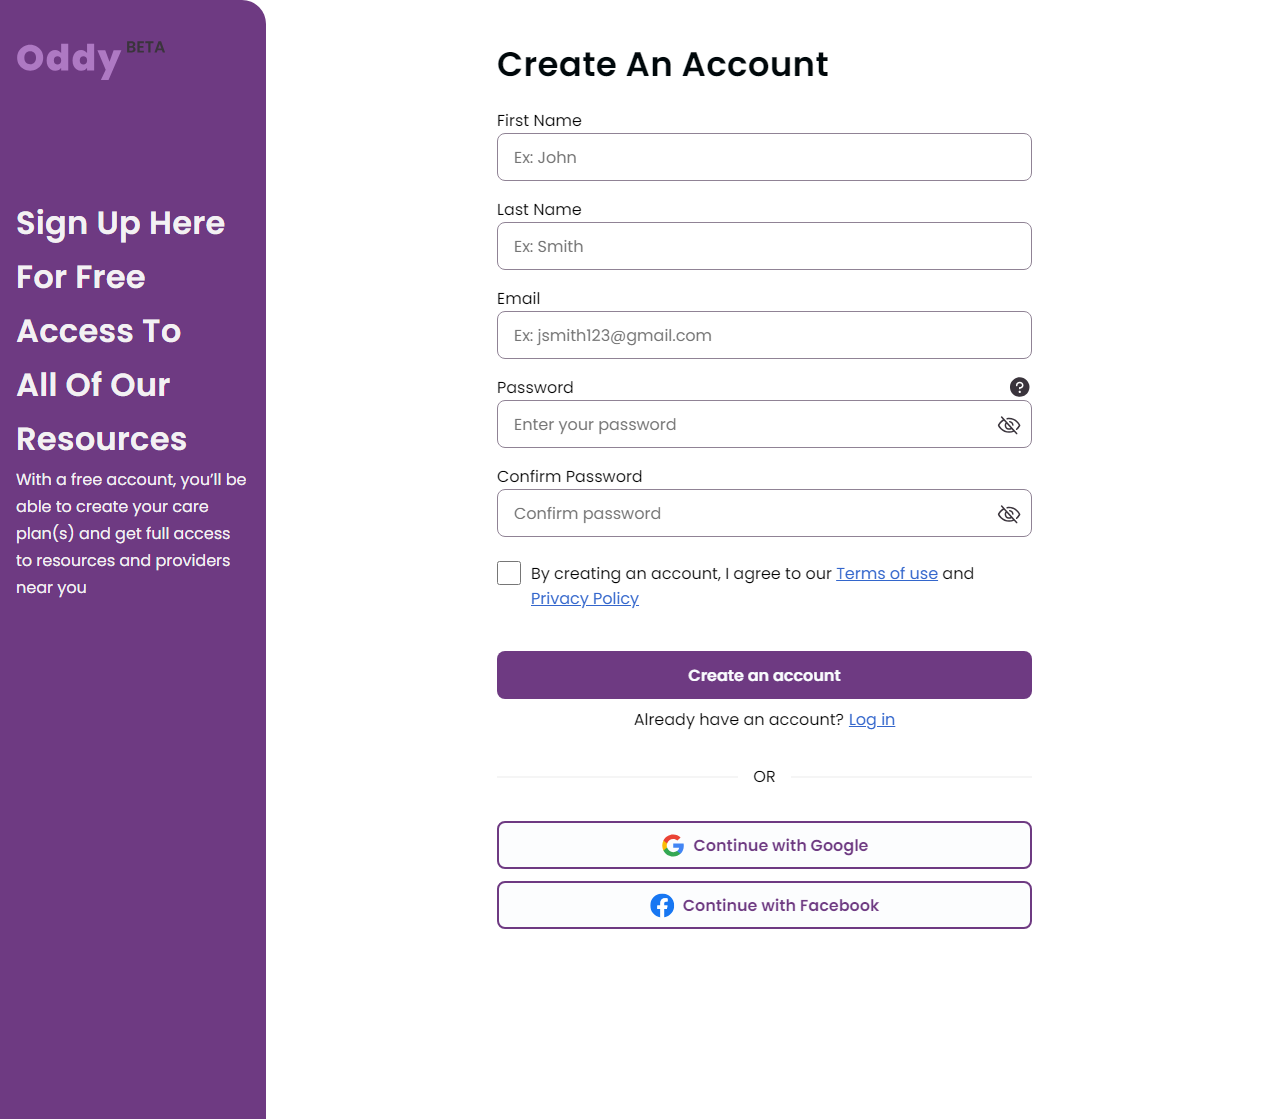 Oddy BETA
Sign Up Here
For Free
Access To
All Of Our
Resources
With a free account, you’ll be
able to create your care
plan(s) and get full access
to resources and providers
near you
Create An Account
First Name
Ex: John
Last Name
Ex: Smith
Email
Ex: jsmith123@gmail.com
Password
?
Enter your password
Confirm Password
Confirm password
By creating an account, I agree to our Terms of use and
Privacy Policy
Create an account
Already have an account? Log in
OR
Continue with Google
Continue with Facebook